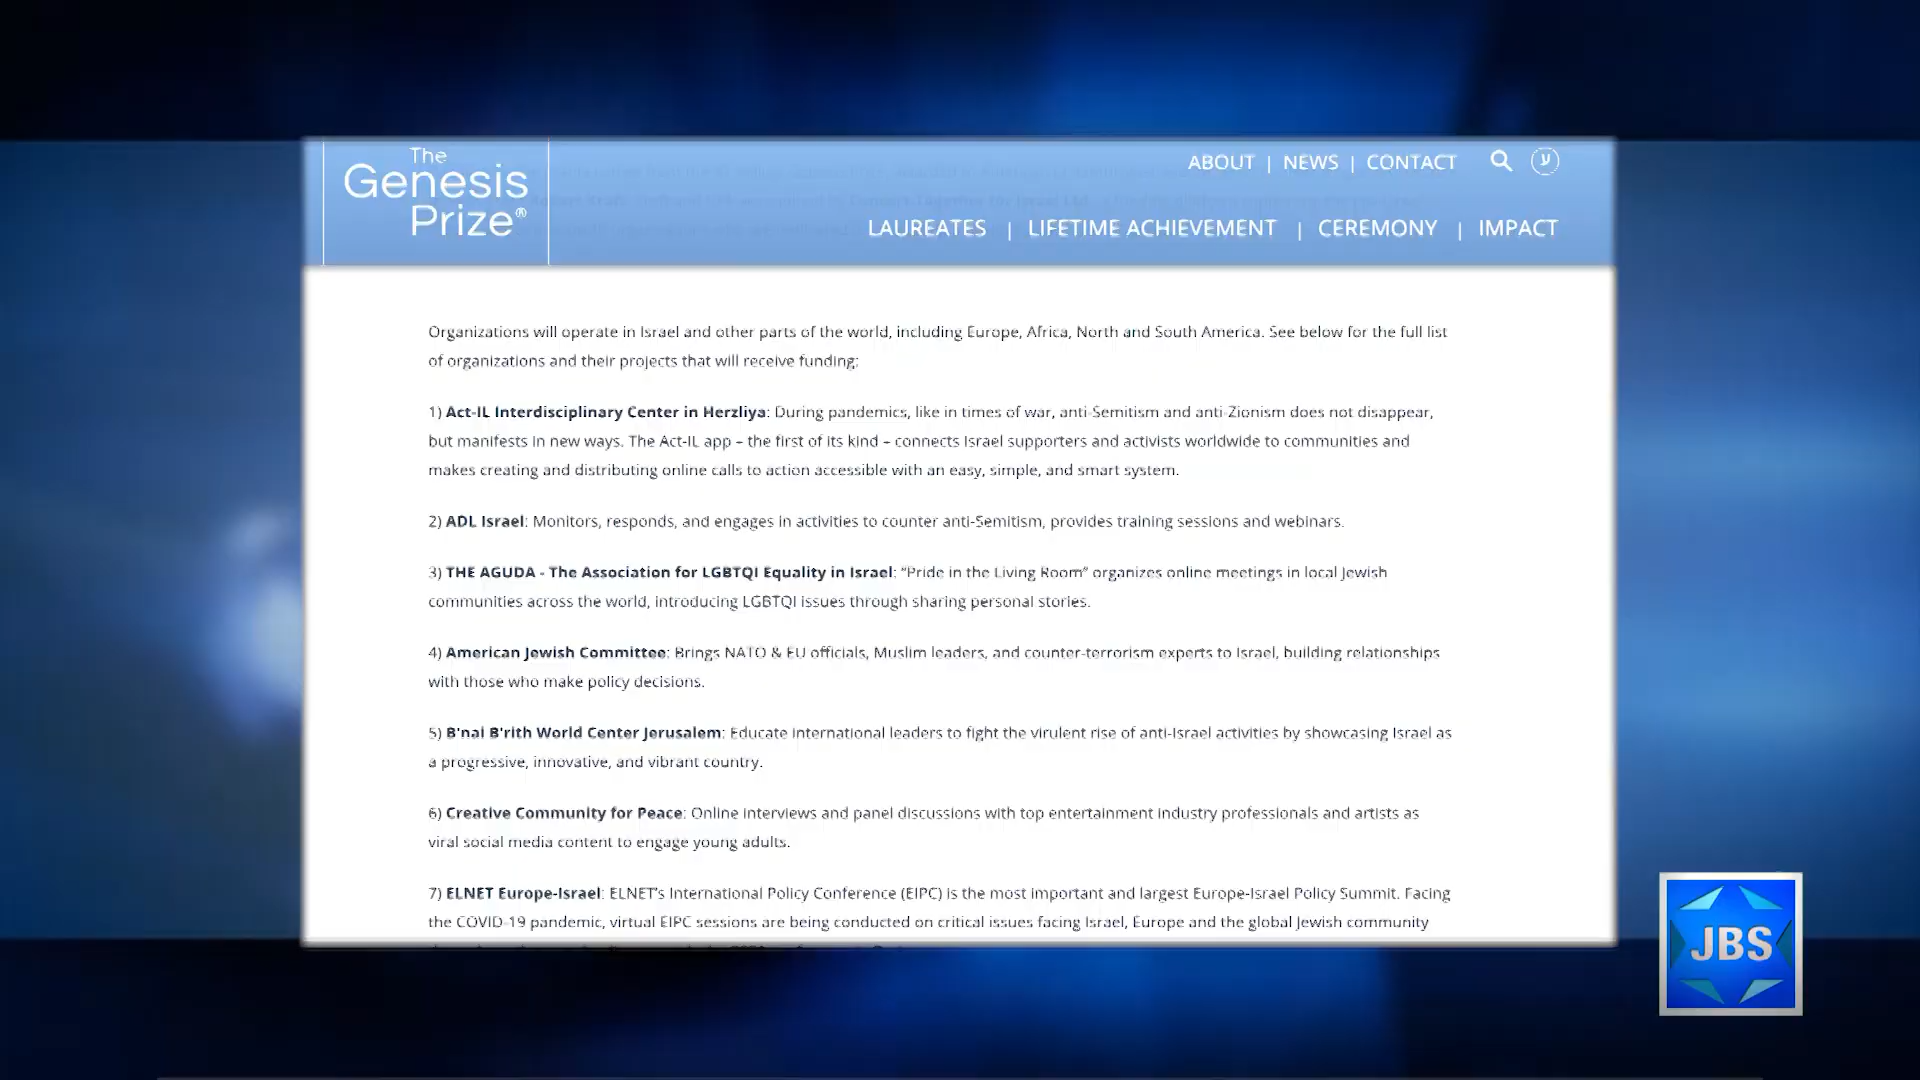 The
Genesis
Prize®
ABOUT | NEWS | CONTACT ע
LAUREATES | LIFETIME ACHIEVEMENT | CEREMONY | IMPACT
Organizations will operate in Israel and other parts of the world, including Europe, Africa, North and South America. See below for the full list
of organizations and their projects that will receive funding:
1) Act-IL Interdisciplinary Center in Herzliya: During pandemics, like in times of war, anti-Semitism and anti-Zionism does not disappear,
but manifests in new ways. The Act-IL app – the first of its kind – connects Israel supporters and activists worldwide to communities and
makes creating and distributing online calls to action accessible with an easy, simple, and smart system.
2) ADL Israel: Monitors, responds, and engages in activities to counter anti-Semitism, provides training sessions and webinars.
3) THE AGUDA - The Association for LGBTQI Equality in Israel: “Pride in the Living Room” organizes online meetings in local Jewish
communities across the world, introducing LGBTQI issues through sharing personal stories.
4) American Jewish Committee: Brings NATO & EU officials, Muslim leaders, and counter-terrorism experts to Israel, building relationships
with those who make policy decisions.
5) B'nai B'rith World Center Jerusalem: Educate international leaders to fight the virulent rise of anti-Israel activities by showcasing Israel as
a progressive, innovative, and vibrant country.
6) Creative Community for Peace: Online interviews and panel discussions with top entertainment industry professionals and artists as
viral social media content to engage young adults.
7) ELNET Europe-Israel: ELNET’s International Policy Conference (EIPC) is the most important and largest Europe-Israel Policy Summit. Facing
the COVID-19 pandemic, virtual EIPC sessions are being conducted on critical issues facing Israel, Europe and the global Jewish community
JBS